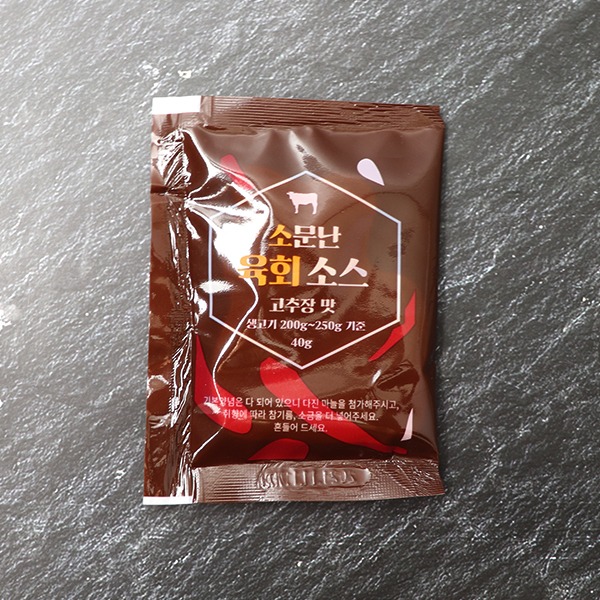 소문난
육회 소스
고추장 맛
생고기 200g~250g 기준
40g
기본양념은 다 되어 있으니 다진 마늘을 첨가해주시고,
취향에 따라 참기름, 소금을 더 넣어주세요.
흔들어 드세요.